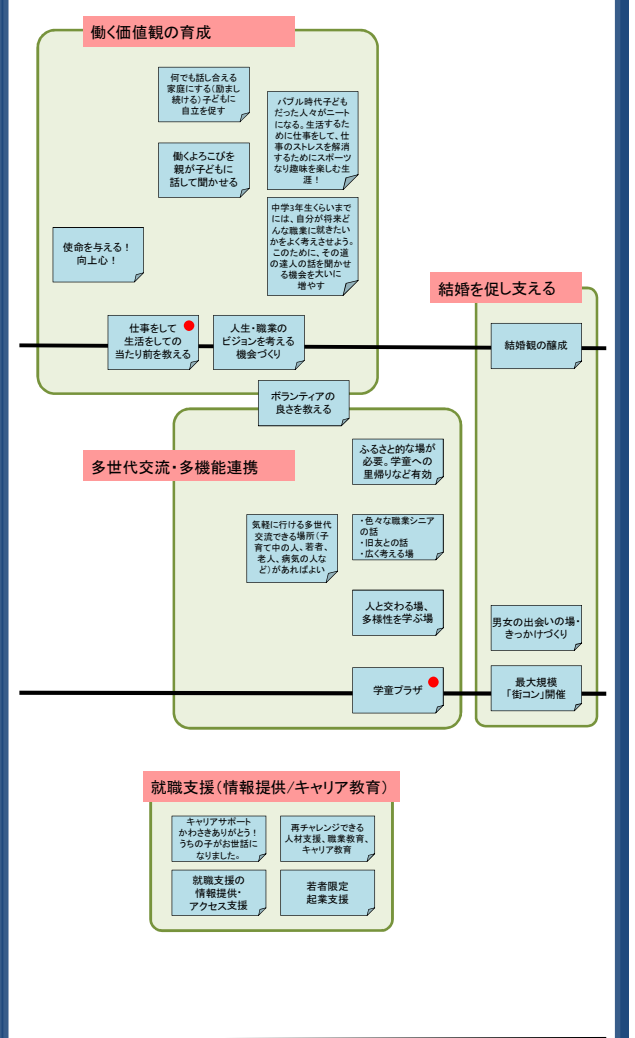 働く価値観の育成
何でも話し合える
家庭にする(励まし
続ける)子どもに
自立を促す
バブル時代子ども
だった人々がニート
になる。生活するた
めに仕事をして、仕
事のストレスを解消
するためにスポーツ
なり趣味を楽しむ生
涯！
働くよろこびを
親が子どもに
話して聞かせる
中学3年生くらいまで
には、自分が将来ど
んな職業に就きたい
かをよく考えさせよう。
このために、その道
の達人の話を聞かせ
る機会を大いに
増やす
使命を与える！
向上心！
仕事をして
生活をしての
当たり前を教える
人生・職業の
ビジョンを考える
機会づくり
結婚を促し支える
結婚観の醸成
ボランティアの
良さを教える
多世代交流・多機能連携
ふるさと的な場が
必要。学童への
里帰りなど有効
気軽に行ける多世代
交流できる場所(子
育て中の人、若者、
老人、病気の人な
ど)があればよい
・色々な職業シニア
の話
・旧友との話
・広く考える場
人と交わる場、
多様性を学ぶ場
男女の出会いの場・
きっかけづくり
学童プラザ
最大規模
「街コン」開催
就職支援(情報提供/キャリア教育)
キャリアサポート
かわさきありがとう！
うちの子がお世話に
なりました。
再チャレンジできる
人材支援、職業教育、
キャリア教育
就職支援の
情報提供・
アクセス支援
若者限定
起業支援